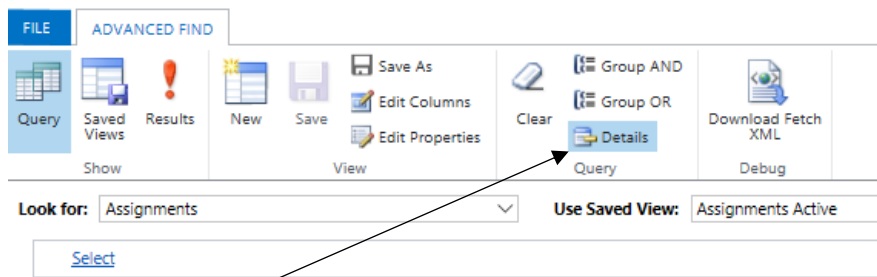 FILE ADVANCED FIND
Query
Saved Views
Results
New
Save
Save As
Edit Columns
Edit Properties
Clear
Group AND
Group OR
Details
Download Fetch XML
Show
View
Query
Debug
Look for: Assignments
Use Saved View: Assignments Active
Select